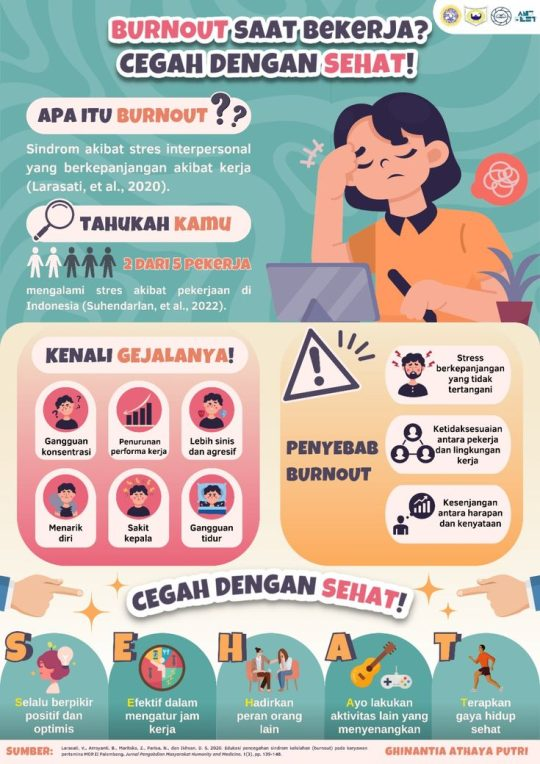 BURNOUT SAAT BEKERJA?
CEGAH DENGAN SEHAT!
APA ITU BURNOUT ??
Sindrom akibat stres interpersonal
yang berkepanjangan akibat kerja
(Larasati, et al., 2020).
TAHUKAH KAMU
2 DARI 5 PEKERJA
mengalami stres akibat pekerjaan di
Indonesia (Suhendarlan, et al., 2022).
KENALI GEJALANYA!
Gangguan
konsentrasi
Penurunan
performa kerja
Lebih sinis
dan agresif
Menarik
diri
Sakit
kepala
Gangguan
tidur
PENYEBAB
BURNOUT
Stress
berkepanjangan
yang tidak
tertangani
Ketidaksesuaian
antara pekerja
dan lingkungan
kerja
Kesenjangan
antara harapan
dan kenyataan
CEGAH DENGAN SEHAT!
S
Selalu berpikir
positif dan
optimis
E
Efektif dalam
mengatur jam
kerja
H
Hadirkan
peran orang
lain
A
Ayo lakukan
aktivitas lain yang
menyenangkan
T
Terapkan
gaya hidup
sehat
SUMBER:
Larasati, V., Arroyandi, B., Maritska, Z., Parisa, N., dan Ikhsan, D. S. 2020. Edukasi pencegahan sindrom kelelahan (burnout) pada karyawan
pertamina MOR II Palembang. Jurnal Pengabdian Masyarakat Humanity and Medicine. 1(3), pp. 139-148.
GHINANTIA ATHAYA PUTRI